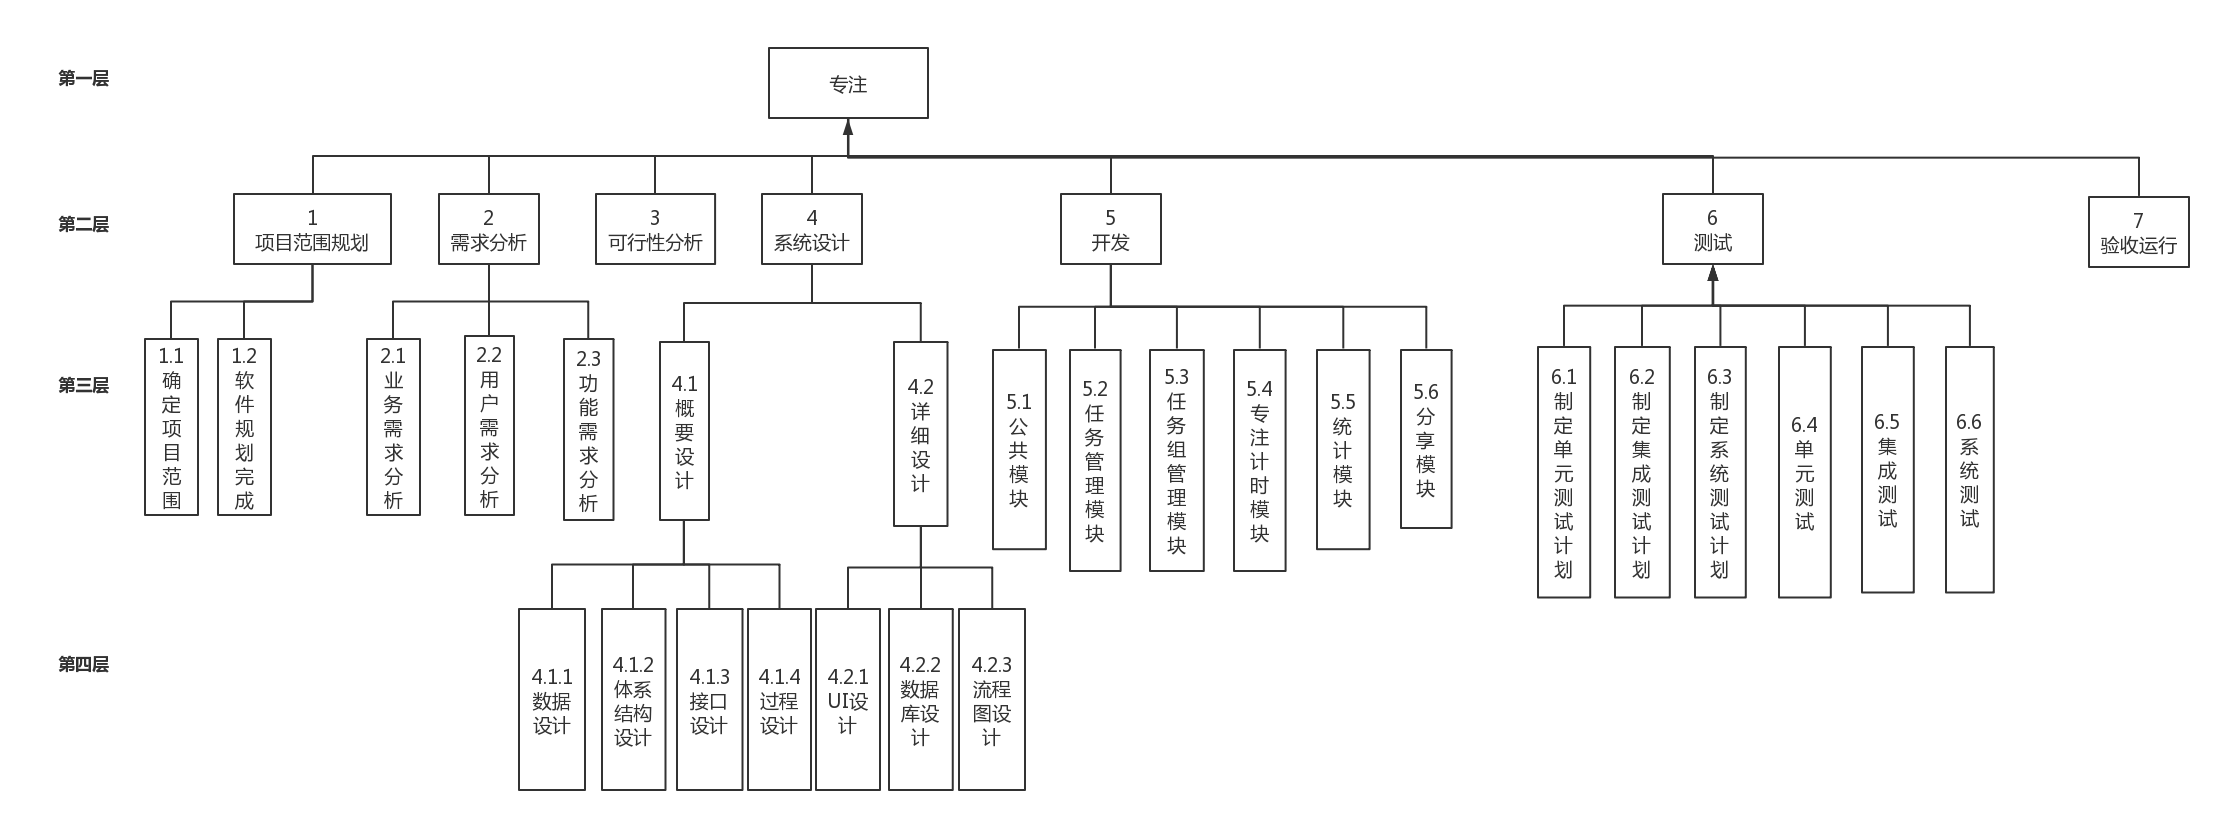 第一层
专注
第二层
1
项目范围规划
2
需求分析
3
可行性分析
4
系统设计
5
开发
6
测试
7
验收运行
第三层
1.1
确
定
项
目
范
围
1.2
软
件
规
划
完
成
2.1
业
务
需
求
分
析
2.2
用
户
需
求
分
析
2.3
功
能
需
求
分
析
4.1
概
要
设
计
4.2
详
细
设
计
5.1
公
共
模
块
5.2
任
务
管
理
模
块
5.3
任
务
组
管
理
模
块
5.4
专
注
计
时
模
块
5.5
统
计
模
块
5.6
分
享
模
块
6.1
制
定
单
元
测
试
计
划
6.2
制
定
集
成
测
试
计
划
6.3
制
定
系
统
测
试
计
划
6.4
单
元
测
试
6.5
集
成
测
试
6.6
系
统
测
试
第四层
4.1.1
数据
设计
4.1.2
体系
结构
设计
4.1.3
接口
设计
4.1.4
过程
设计
4.2.1
UI设
计
4.2.2
数据
库设
计
4.2.3
流程
图设
计